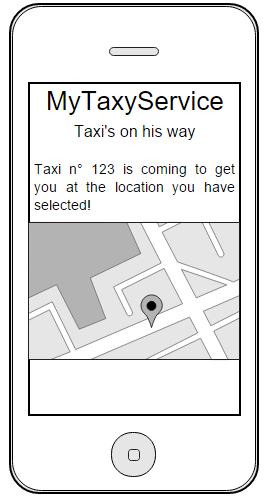 MyTaxyService
Taxi's on his way
Taxi n° 123 is coming to get
you at the location you have
selected!